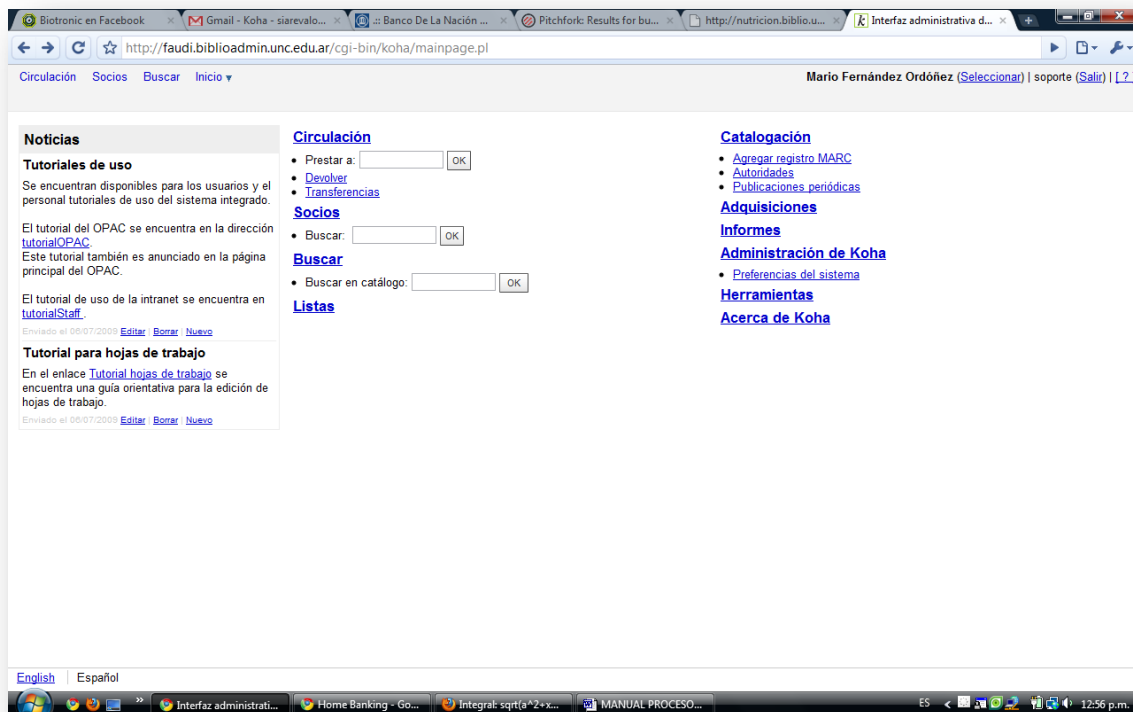 Biotronic en Facebook
Gmail - Koha - siarevalo...
.:: Banco De La Nación ...
Pitchfork: Results for bu...
http://nutricion.biblio.u...
Interfaz administrativa d...
http://faudi.biblioadmin.unc.edu.ar/cgi-bin/koha/mainpage.pl
Circulación Socios Buscar Inicio
Mario Fernández Ordóñez (Seleccionar) | soporte (Salir) | [ ? ]
Noticias
Tutoriales de uso
Se encuentran disponibles para los usuarios y el
personal tutoriales de uso del sistema integrado.
El tutorial del OPAC se encuentra en la dirección
tutorialOPAC.
Este tutorial también es anunciado en la página
principal del OPAC.
El tutorial de uso de la intranet se encuentra en
tutorialStaff .
Enviado el 06/07/2009 Editar | Borrar | Nuevo
Tutorial para hojas de trabajo
En el enlace Tutorial hojas de trabajo se
encuentra una guía orientativa para la edición de
hojas de trabajo.
Enviado el 06/07/2009 Editar | Borrar | Nuevo
Circulación
Prestar a: OK
Devolver
Transferencias
Socios
Buscar: OK
Buscar
Buscar en catálogo: OK
Listas
Catalogación
Agregar registro MARC
Autoridades
Publicaciones periódicas
Adquisiciones
Informes
Administración de Koha
Preferencias del sistema
Herramientas
Acerca de Koha
English Español
Interfaz administrati...
Home Banking - Go...
Integral: sqrt(a^2+x...
MANUAL PROCESO...
ES
12:56 p.m.